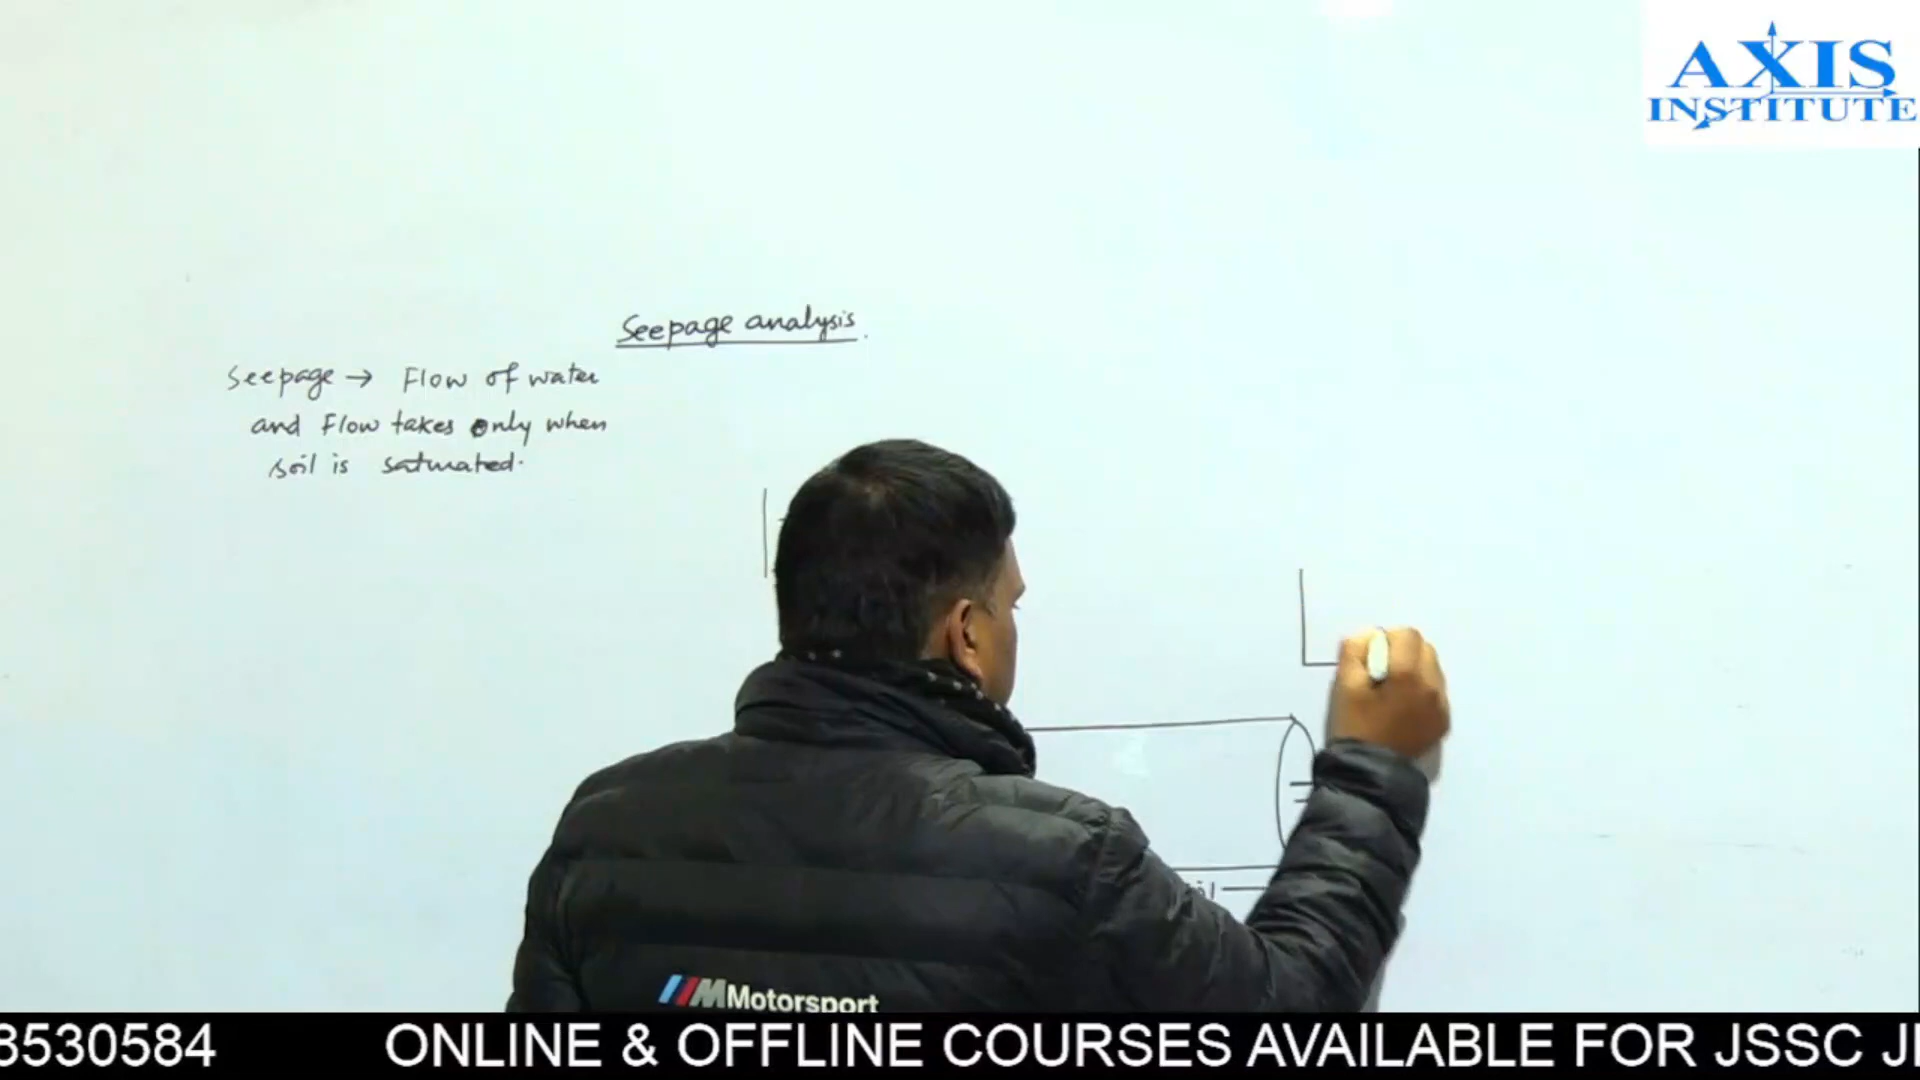 AXIS
INSTITUTE
Seepage analysis.
Seepage → Flow of water
and Flow takes only when
soil is saturated.
M Motorsport
8530584 ONLINE & OFFLINE COURSES AVAILABLE FOR JSSC